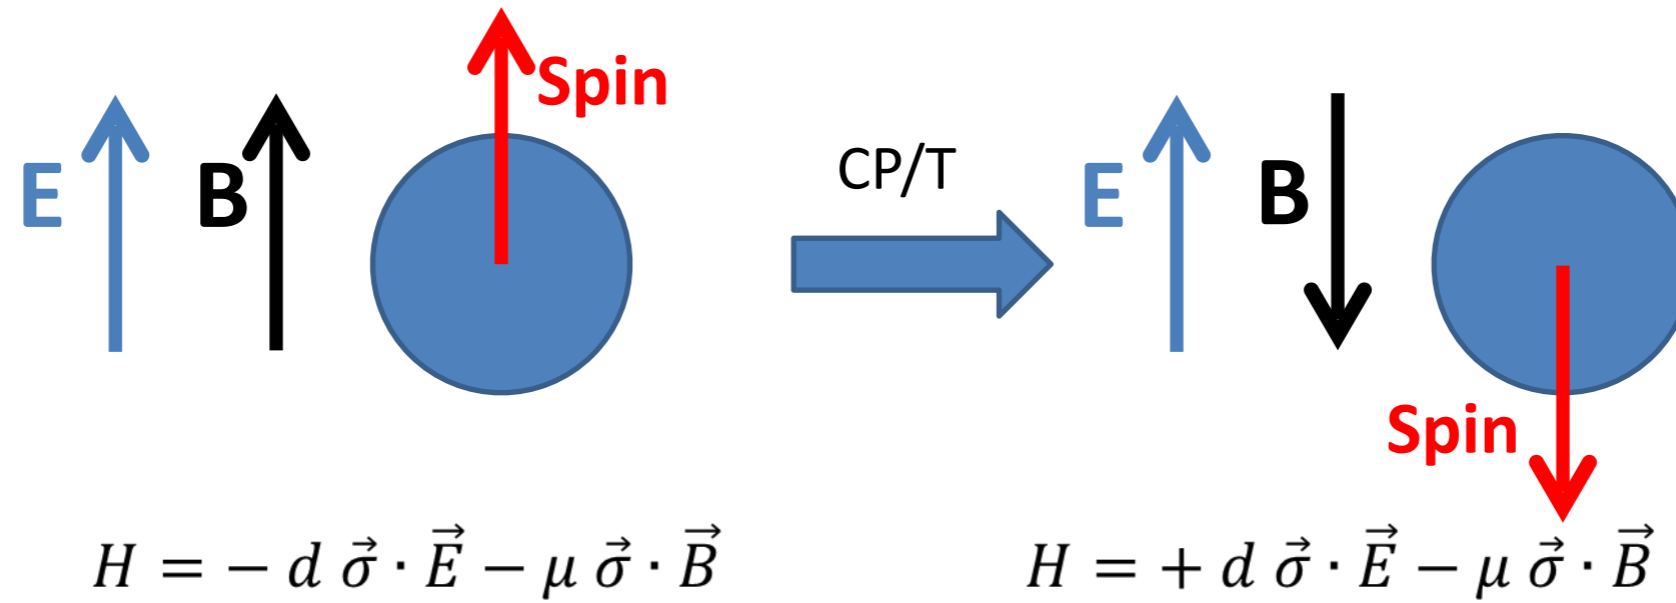 Spin
E
B
CP/T
E
B
Spin
H = − d σ⃗ · E⃗ − μ σ⃗ · B⃗
H = + d σ⃗ · E⃗ − μ σ⃗ · B⃗